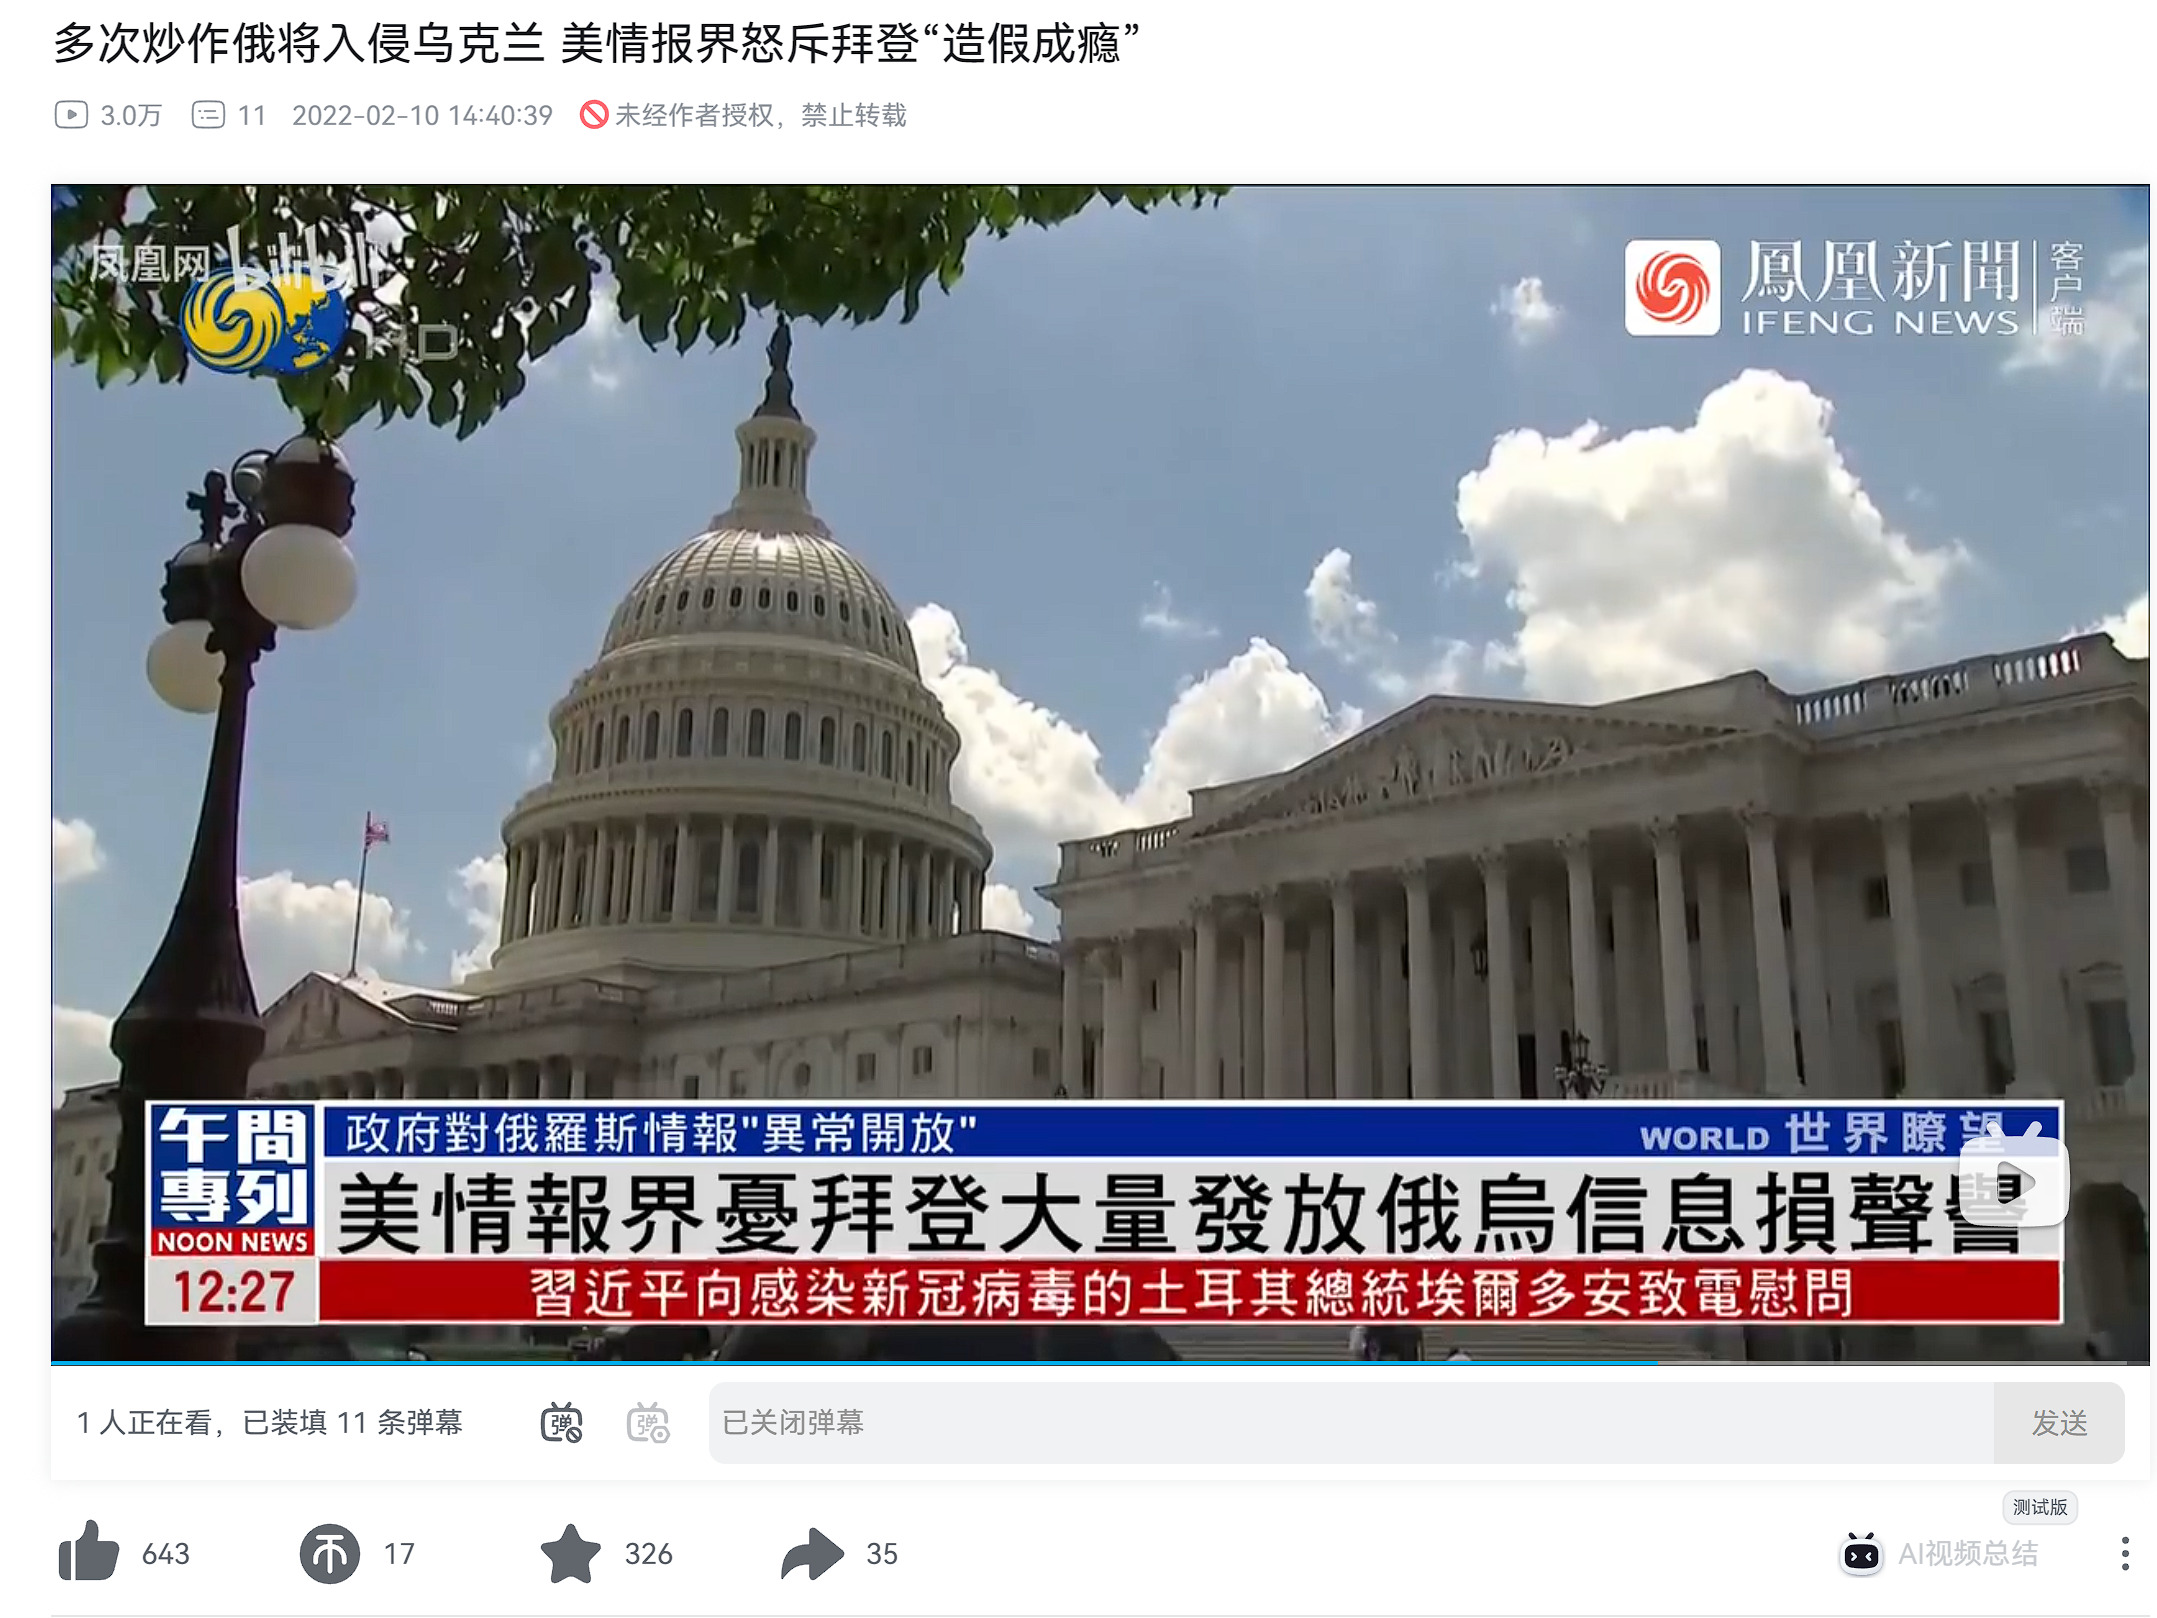 多次炒作俄将入侵乌克兰 美情报界怒斥拜登“造假成瘾”
3.0万 11 2022-02-10 14:40:39 未经作者授权，禁止转载
凤凰网 bilibili
HD
鳳凰新聞 客户端
IFENG NEWS
午間專列
NOON NEWS
12:27
政府對俄羅斯情報"異常開放"
WORLD 世界瞭望
美情報界憂拜登大量發放俄烏信息損聲譽
習近平向感染新冠病毒的土耳其總統埃爾多安致電慰問
1 人正在看，已装填 11 条弹幕 弹 弹 已关闭弹幕 发送
测试版
643 17 326 35 AI视频总结